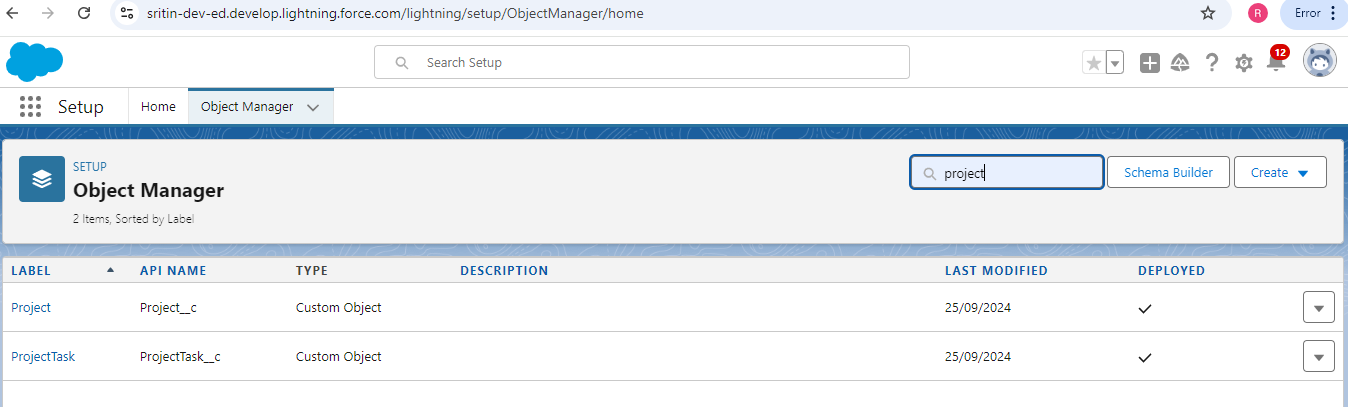 sritin-dev-ed.develop.lightning.force.com/lightning/setup/ObjectManager/home R Error
Search Setup 12
Setup Home Object Manager
SETUP
Object Manager
2 Items, Sorted by Label
project Schema Builder Create
LABEL API NAME TYPE DESCRIPTION LAST MODIFIED DEPLOYED
Project Project__c Custom Object 25/09/2024
ProjectTask ProjectTask__c Custom Object 25/09/2024